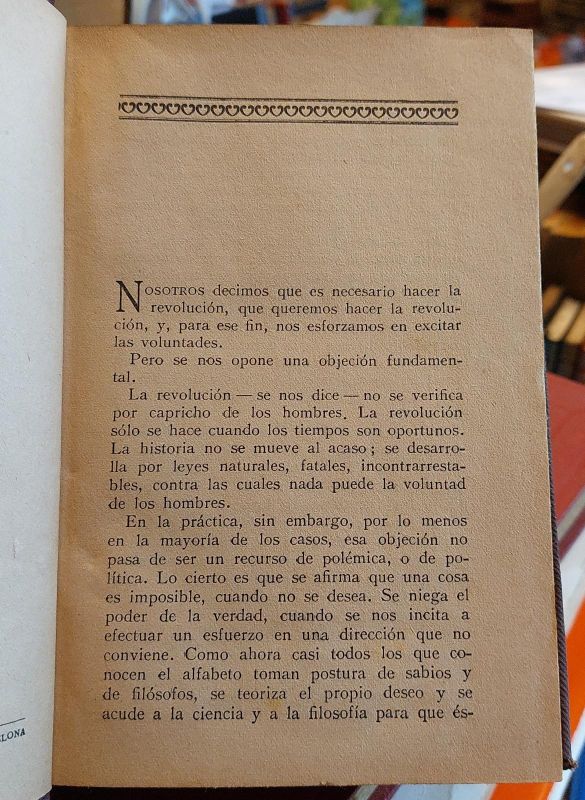 NOSOTROS decimos que es necesario hacer la
revolución, que queremos hacer la revolu-
ción, y, para ese fin, nos esforzamos en excitar
las voluntades.
Pero se nos opone una objeción fundamen-
tal.
La revolución — se nos dice — no se verifica
por capricho de los hombres. La revolución
sólo se hace cuando los tiempos son oportunos.
La historia no se mueve al acaso; se desarro-
lla por leyes naturales, fatales, incontrarresta-
bles, contra las cuales nada puede la voluntad
de los hombres.
En la práctica, sin embargo, por lo menos
en la mayoría de los casos, esa objeción no
pasa de ser un recurso de polémica, o de po-
lítica. Lo cierto es que se afirma que una cosa
es imposible, cuando no se desea. Se niega el
poder de la verdad, cuando se nos incita a
efectuar un esfuerzo en una dirección que no
conviene. Como ahora casi todos los que co-
nocen el alfabeto toman postura de sabios y
de filósofos, se teoriza el propio deseo y se
acude a la ciencia y a la filosofía para que és-